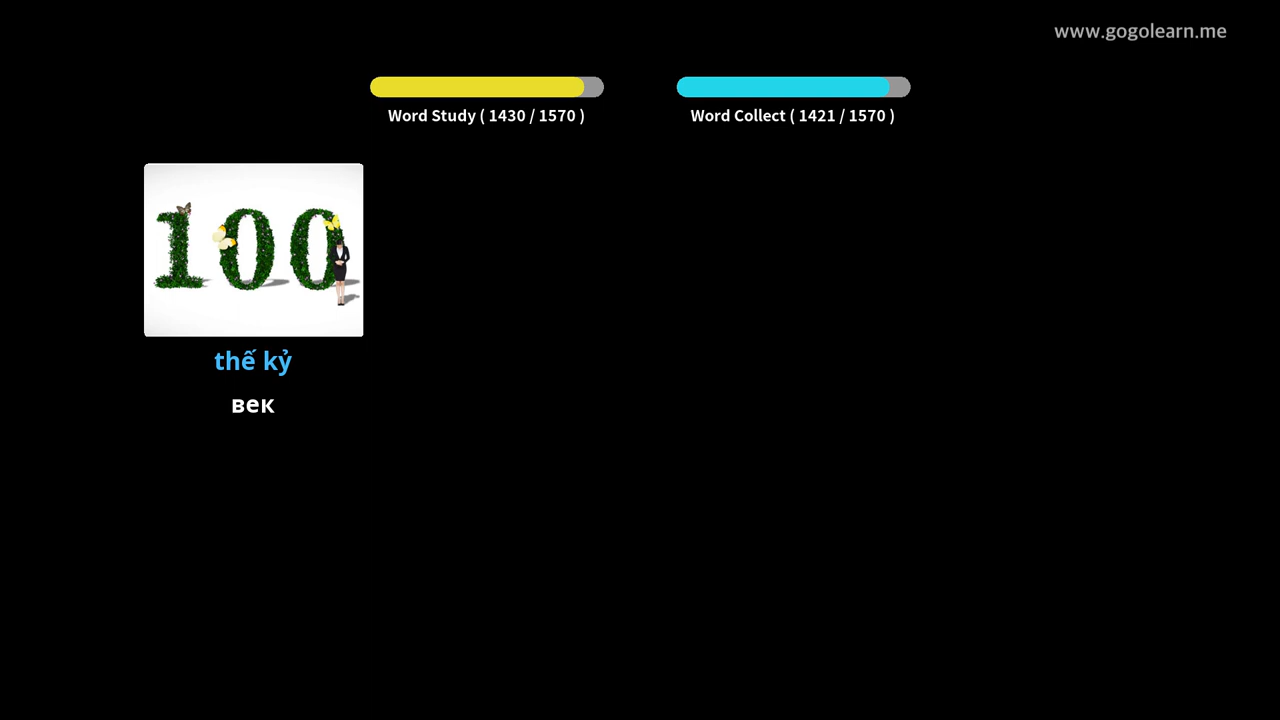 www.gogolearn.me
Word Study ( 1430 / 1570 )
Word Collect ( 1421 / 1570 )
100
thế kỷ
век